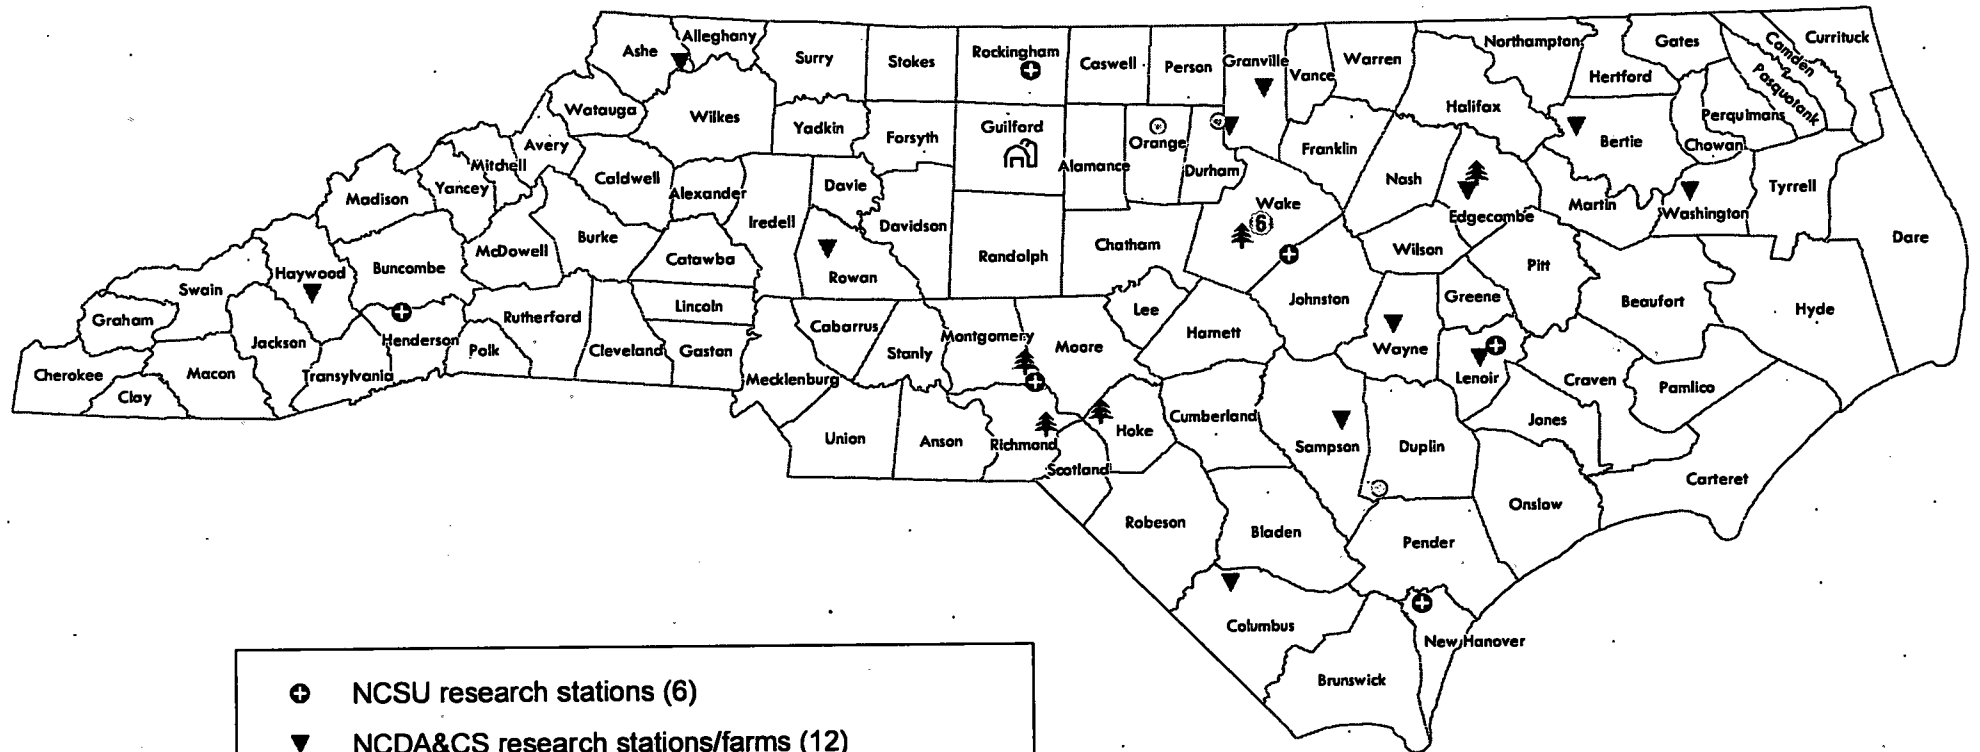 Ashe
Alleghany
Surry
Stokes
Rockingham
Caswell
Person
Granville
Vance
Warren
Northampton
Gates
Camden
Currituck
Pasquotank
Hertford
Halifax
Perquimans
Watauga
Wilkes
Yadkin
Forsyth
Guilford
Alamance
Orange
Durham
Franklin
Nash
Bertie
Chowan
Avery
Mitchell
Yancey
Madison
Caldwell
Alexander
Iredell
Davie
Davidson
Randolph
Chatham
Wake
6
Edgecombe
Martin
Washington
Tyrrell
Dare
Haywood
Buncombe
McDowell
Burke
Catawba
Rowan
Wilson
Pitt
Swain
Graham
Jackson
Henderson
Rutherford
Polk
Cleveland
Lincoln
Gaston
Cabarrus
Stanly
Montgomery
Moore
Lee
Harnett
Johnston
Greene
Wayne
Lenoir
Beaufort
Hyde
Cherokee
Clay
Macon
Transylvania
Mecklenburg
Union
Anson
Richmond
Scotland
Hoke
Cumberland
Sampson
Duplin
Craven
Pamlico
Jones
Carteret
Onslow
Robeson
Bladen
Pender
Columbus
New Hanover
Brunswick
NCSU research stations (6)
NCDA&CS research stations/farms (12)